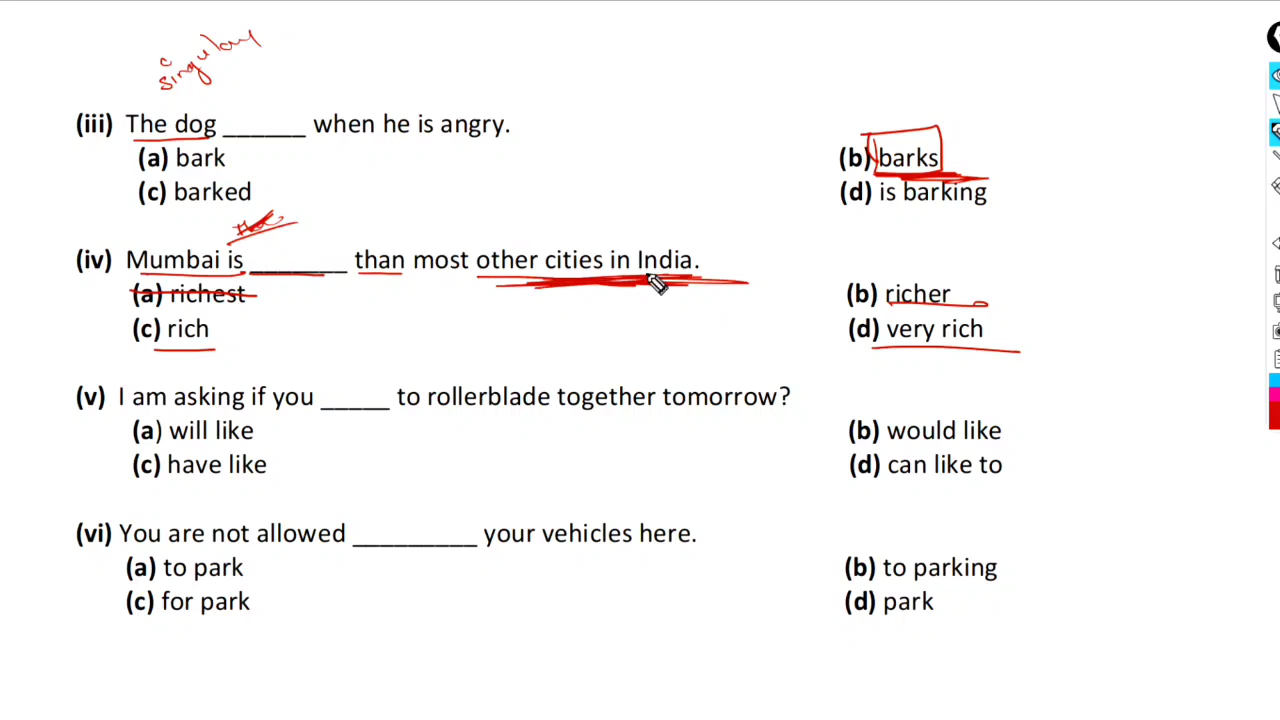 singular
(iii) The dog ______ when he is angry.
(a) bark (b) barks
(c) barked (d) is barking
(iv) Mumbai is _______ than most other cities in India.
(a) richest (b) richer
(c) rich (d) very rich
(v) I am asking if you _____ to rollerblade together tomorrow?
(a) will like (b) would like
(c) have like (d) can like to
(vi) You are not allowed _________ your vehicles here.
(a) to park (b) to parking
(c) for park (d) park